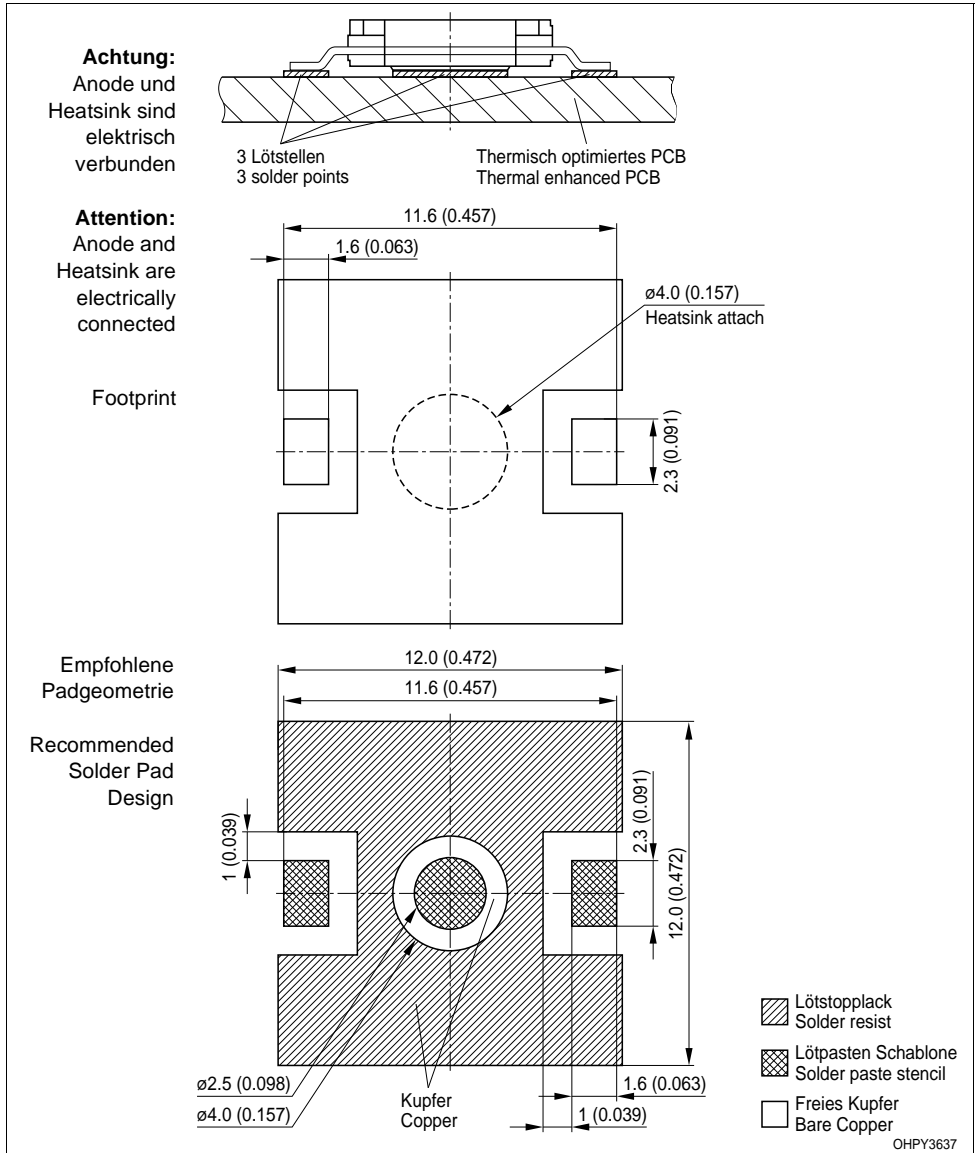 Achtung:
Anode und
Heatsink sind
elektrisch
verbunden
3 Lötstellen
3 solder points
Thermisch optimiertes PCB
Thermal enhanced PCB
Attention:
Anode and
Heatsink are
electrically
connected
11.6 (0.457)
1.6 (0.063)
ø4.0 (0.157)
Heatsink attach
Footprint
2.3 (0.091)
Empfohlene
Padgeometrie
12.0 (0.472)
11.6 (0.457)
Recommended
Solder Pad
Design
1 (0.039)
2.3 (0.091)
12.0 (0.472)
ø2.5 (0.098)
ø4.0 (0.157)
Kupfer
Copper
1.6 (0.063)
1 (0.039)
Lötstopplack
Solder resist
Lötpasten Schablone
Solder paste stencil
Freies Kupfer
Bare Copper
OHPY3637